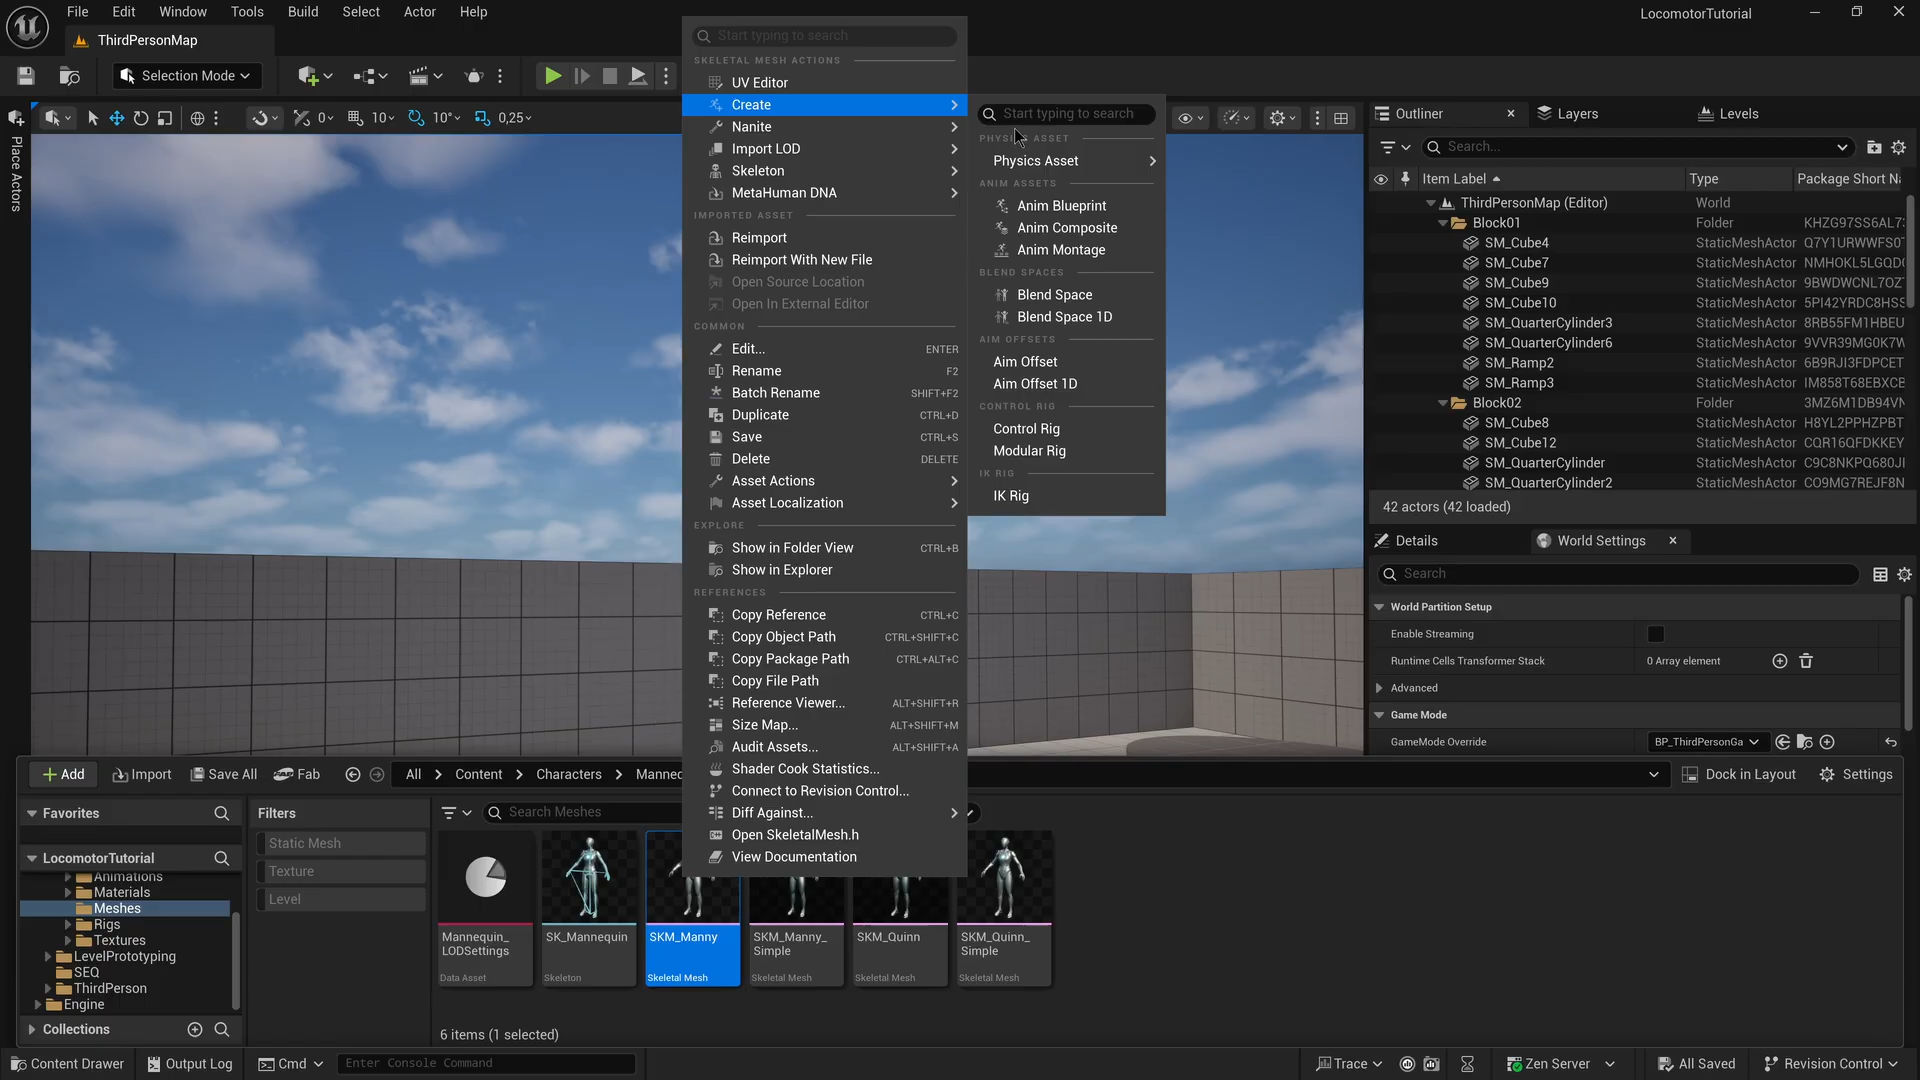 File Edit Window Tools Build Select Actor Help
LocomotorTutorial
ThirdPersonMap
Selection Mode
0 10 10° 0,25
Place Actors
Start typing to search
SKELETAL MESH ACTIONS
UV Editor
Create
Nanite
Import LOD
Skeleton
MetaHuman DNA
IMPORTED ASSET
Reimport
Reimport With New File
Open Source Location
Open In External Editor
COMMON
Edit... ENTER
Rename F2
Batch Rename SHIFT+F2
Duplicate CTRL+D
Save CTRL+S
Delete DELETE
Asset Actions
Asset Localization
EXPLORE
Show in Folder View CTRL+B
Show in Explorer
REFERENCES
Copy Reference CTRL+C
Copy Object Path CTRL+SHIFT+C
Copy Package Path CTRL+ALT+C
Copy File Path
Reference Viewer... ALT+SHIFT+R
Size Map... ALT+SHIFT+M
Audit Assets... ALT+SHIFT+A
Shader Cook Statistics...
Connect to Revision Control...
Diff Against...
Open SkeletalMesh.h
View Documentation
Start typing to search
PHYSICS ASSET
Physics Asset
ANIM ASSETS
Anim Blueprint
Anim Composite
Anim Montage
BLEND SPACES
Blend Space
Blend Space 1D
AIM OFFSETS
Aim Offset
Aim Offset 1D
CONTROL RIG
Control Rig
Modular Rig
IK RIG
IK Rig
Outliner Layers Levels
Search...
Item Label Type Package Short Na
ThirdPersonMap (Editor) World
Block01 Folder KHZG97SS6AL7
SM_Cube4 StaticMeshActor Q7Y1URWWFS0
SM_Cube7 StaticMeshActor NMHOKL5LGQD
SM_Cube9 StaticMeshActor 9BWDWCNL7OZ
SM_Cube10 StaticMeshActor 5PI42YRDC8HS
SM_QuarterCylinder3 StaticMeshActor 8RB55FM1HBEU
SM_QuarterCylinder6 StaticMeshActor 9VVR39MG0K7W
SM_Ramp2 StaticMeshActor 6B9RJI3FDPCET
SM_Ramp3 StaticMeshActor IM858T68EBXCB
Block02 Folder 3MZ6M1DB94VN
SM_Cube8 StaticMeshActor H8YL2PPHZPBT
SM_Cube12 StaticMeshActor CQR16QFDKKEY
SM_QuarterCylinder StaticMeshActor C9C8NKPQ680J
SM_QuarterCylinder2 StaticMeshActor CO9MG7REJF8N
42 actors (42 loaded)
Details World Settings
Search
World Partition Setup
Enable Streaming
Runtime Cells Transformer Stack 0 Array element
Advanced
Game Mode
GameMode Override BP_ThirdPersonGa
Add Import Save All Fab All Content Characters Manneq Dock in Layout Settings
Favorites
LocomotorTutorial
Animations
Materials
Meshes
Rigs
Textures
LevelPrototyping
SEQ
ThirdPerson
Engine
Collections
Filters
Static Mesh
Texture
Level
Search Meshes
Mannequin_
LODSettings
Data Asset
SK_Mannequin
Skeleton
SKM_Manny
Skeletal Mesh
SKM_Manny_
Simple
Skeletal Mesh
SKM_Quinn
Skeletal Mesh
SKM_Quinn_
Simple
Skeletal Mesh
6 items (1 selected)
Content Drawer Output Log Cmd Enter Console Command Trace Zen Server All Saved Revision Control